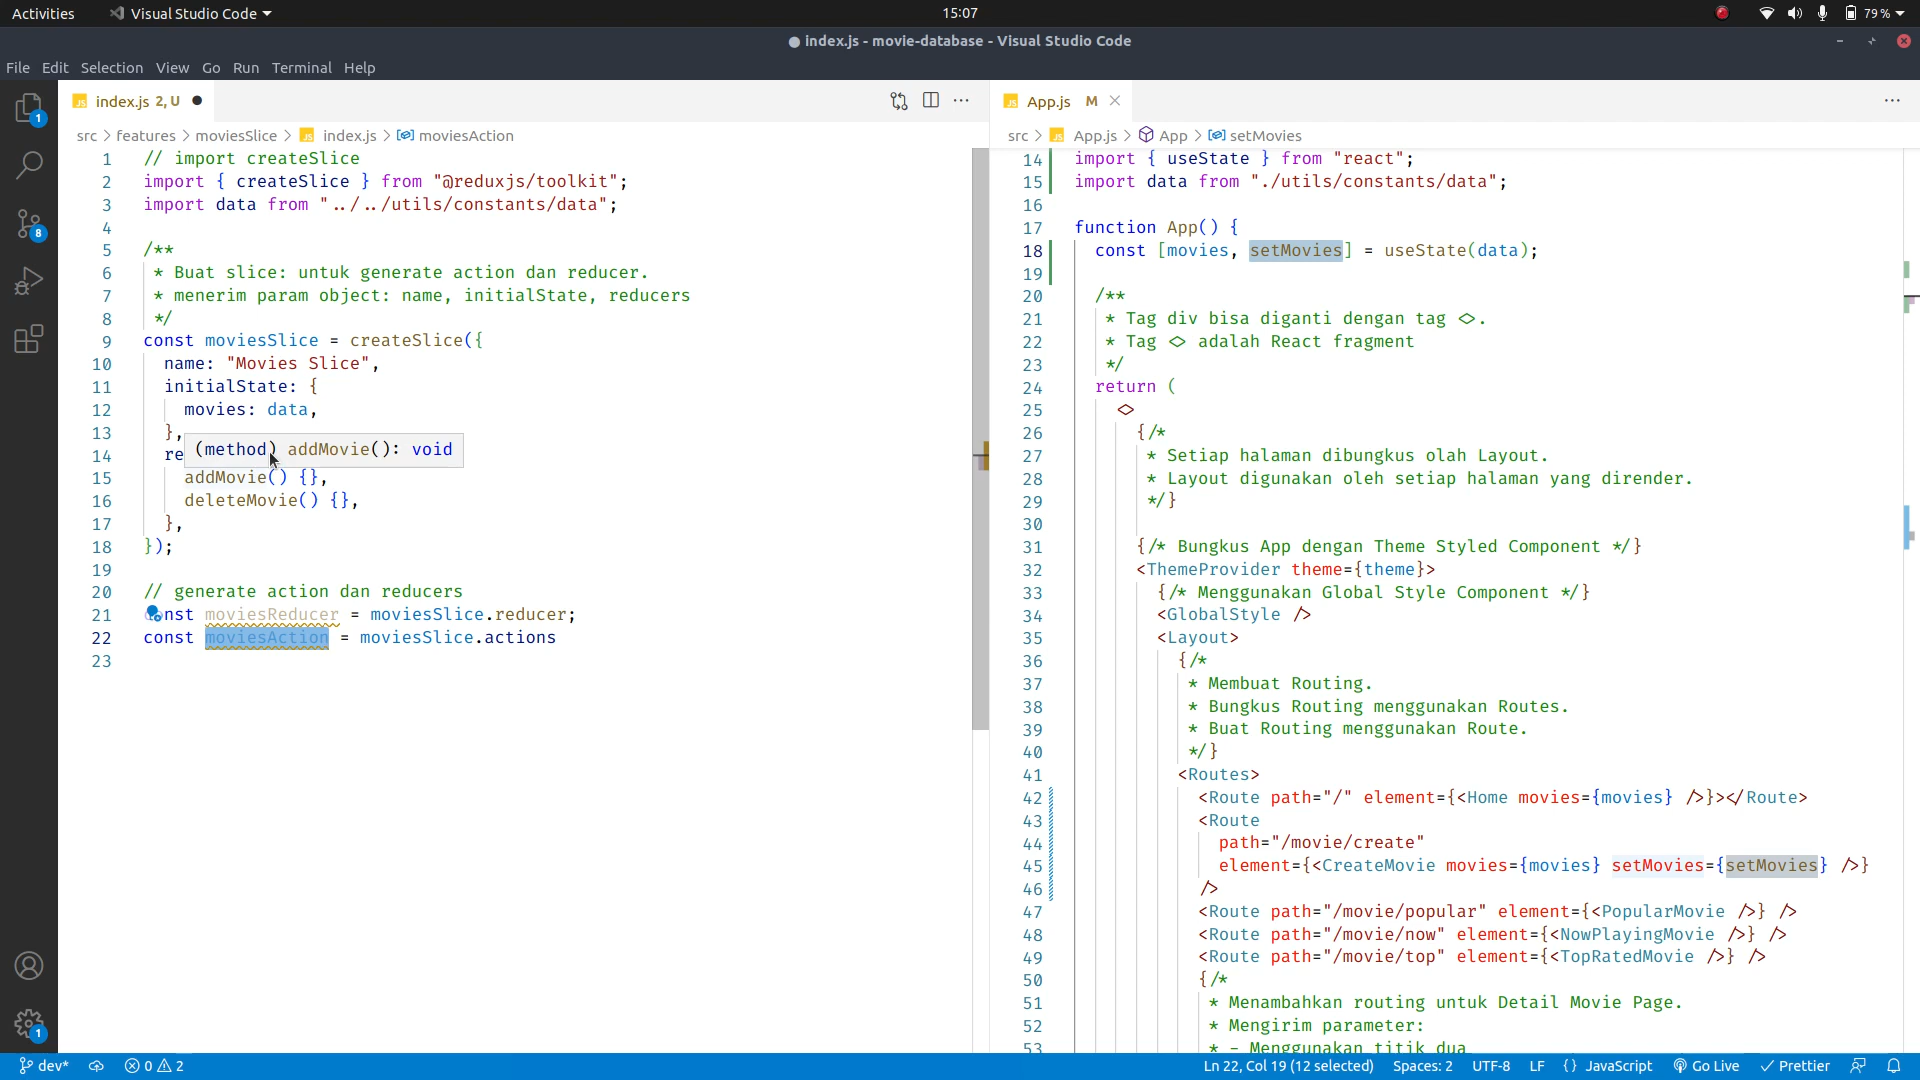 Activities Visual Studio Code 15:07 79 %
● index.js - movie-database - Visual Studio Code
File Edit Selection View Go Run Terminal Help
JS index.js 2, U ●
JS App.js M
src > features > moviesSlice > JS index.js > moviesAction
src > JS App.js > App > setMovies
1 // import createSlice
2 import { createSlice } from "@reduxjs/toolkit";
3 import data from "../../utils/constants/data";
4
5 /**
6 * Buat slice: untuk generate action dan reducer.
7 * menerim param object: name, initialState, reducers
8 */
9 const moviesSlice = createSlice({
10 name: "Movies Slice",
11 initialState: {
12 movies: data,
13 },
(method) addMovie(): void
14 re
15 addMovie() {},
16 deleteMovie() {},
17 },
18 });
19
20 // generate action dan reducers
21 const moviesReducer = moviesSlice.reducer;
22 const moviesAction = moviesSlice.actions
23
14 import { useState } from "react";
15 import data from "./utils/constants/data";
16
17 function App() {
18 const [movies, setMovies] = useState(data);
19
20 /**
21 * Tag div bisa diganti dengan tag <>.
22 * Tag <> adalah React fragment
23 */
24 return (
25 <>
26 {/*
27 * Setiap halaman dibungkus olah Layout.
28 * Layout digunakan oleh setiap halaman yang dirender.
29 */}
30
31 {/* Bungkus App dengan Theme Styled Component */}
32 <ThemeProvider theme={theme}>
33 {/* Menggunakan Global Style Component */}
34 <GlobalStyle />
35 <Layout>
36 {/*
37 * Membuat Routing.
38 * Bungkus Routing menggunakan Routes.
39 * Buat Routing menggunakan Route.
40 */}
41 <Routes>
42 <Route path="/" element={<Home movies={movies} />}></Route>
43 <Route
44 path="/movie/create"
45 element={<CreateMovie movies={movies} setMovies={setMovies} />}
46 />
47 <Route path="/movie/popular" element={<PopularMovie />} />
48 <Route path="/movie/now" element={<NowPlayingMovie />} />
49 <Route path="/movie/top" element={<TopRatedMovie />} />
50 {/*
51 * Menambahkan routing untuk Detail Movie Page.
52 * Mengirim parameter:
53 * - Menggunakan titik dua
1
8
1
dev* 0 2 Ln 22, Col 19 (12 selected) Spaces: 2 UTF-8 LF {} JavaScript Go Live Prettier